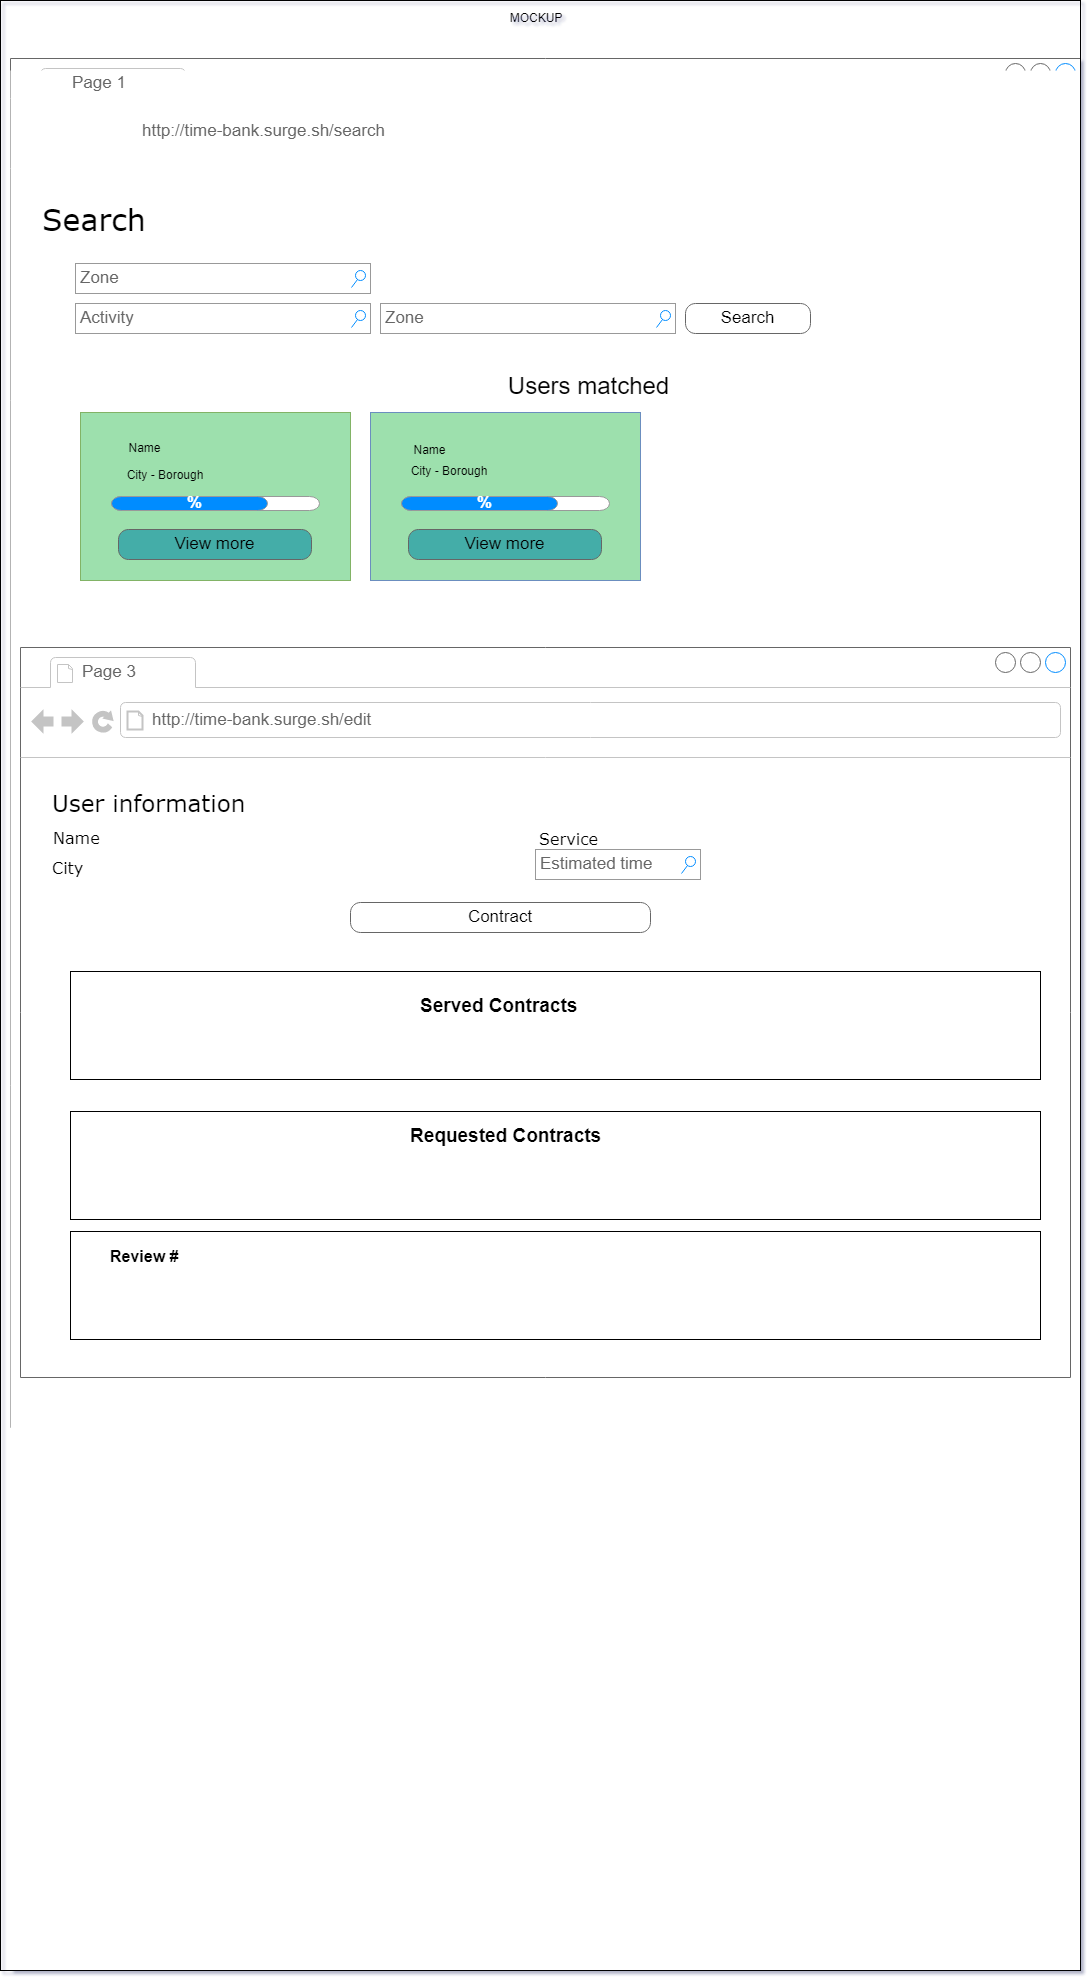 MOCKUP
Page 1
http://time-bank.surge.sh/search
Search
Zone
Activity
Zone
Search
Users matched
Name
City - Borough
%
View more
Name
City - Borough
%
View more
Page 3
http://time-bank.surge.sh/edit
User information
Name
Service
City
Estimated time
Contract
Served Contracts
Requested Contracts
Review #